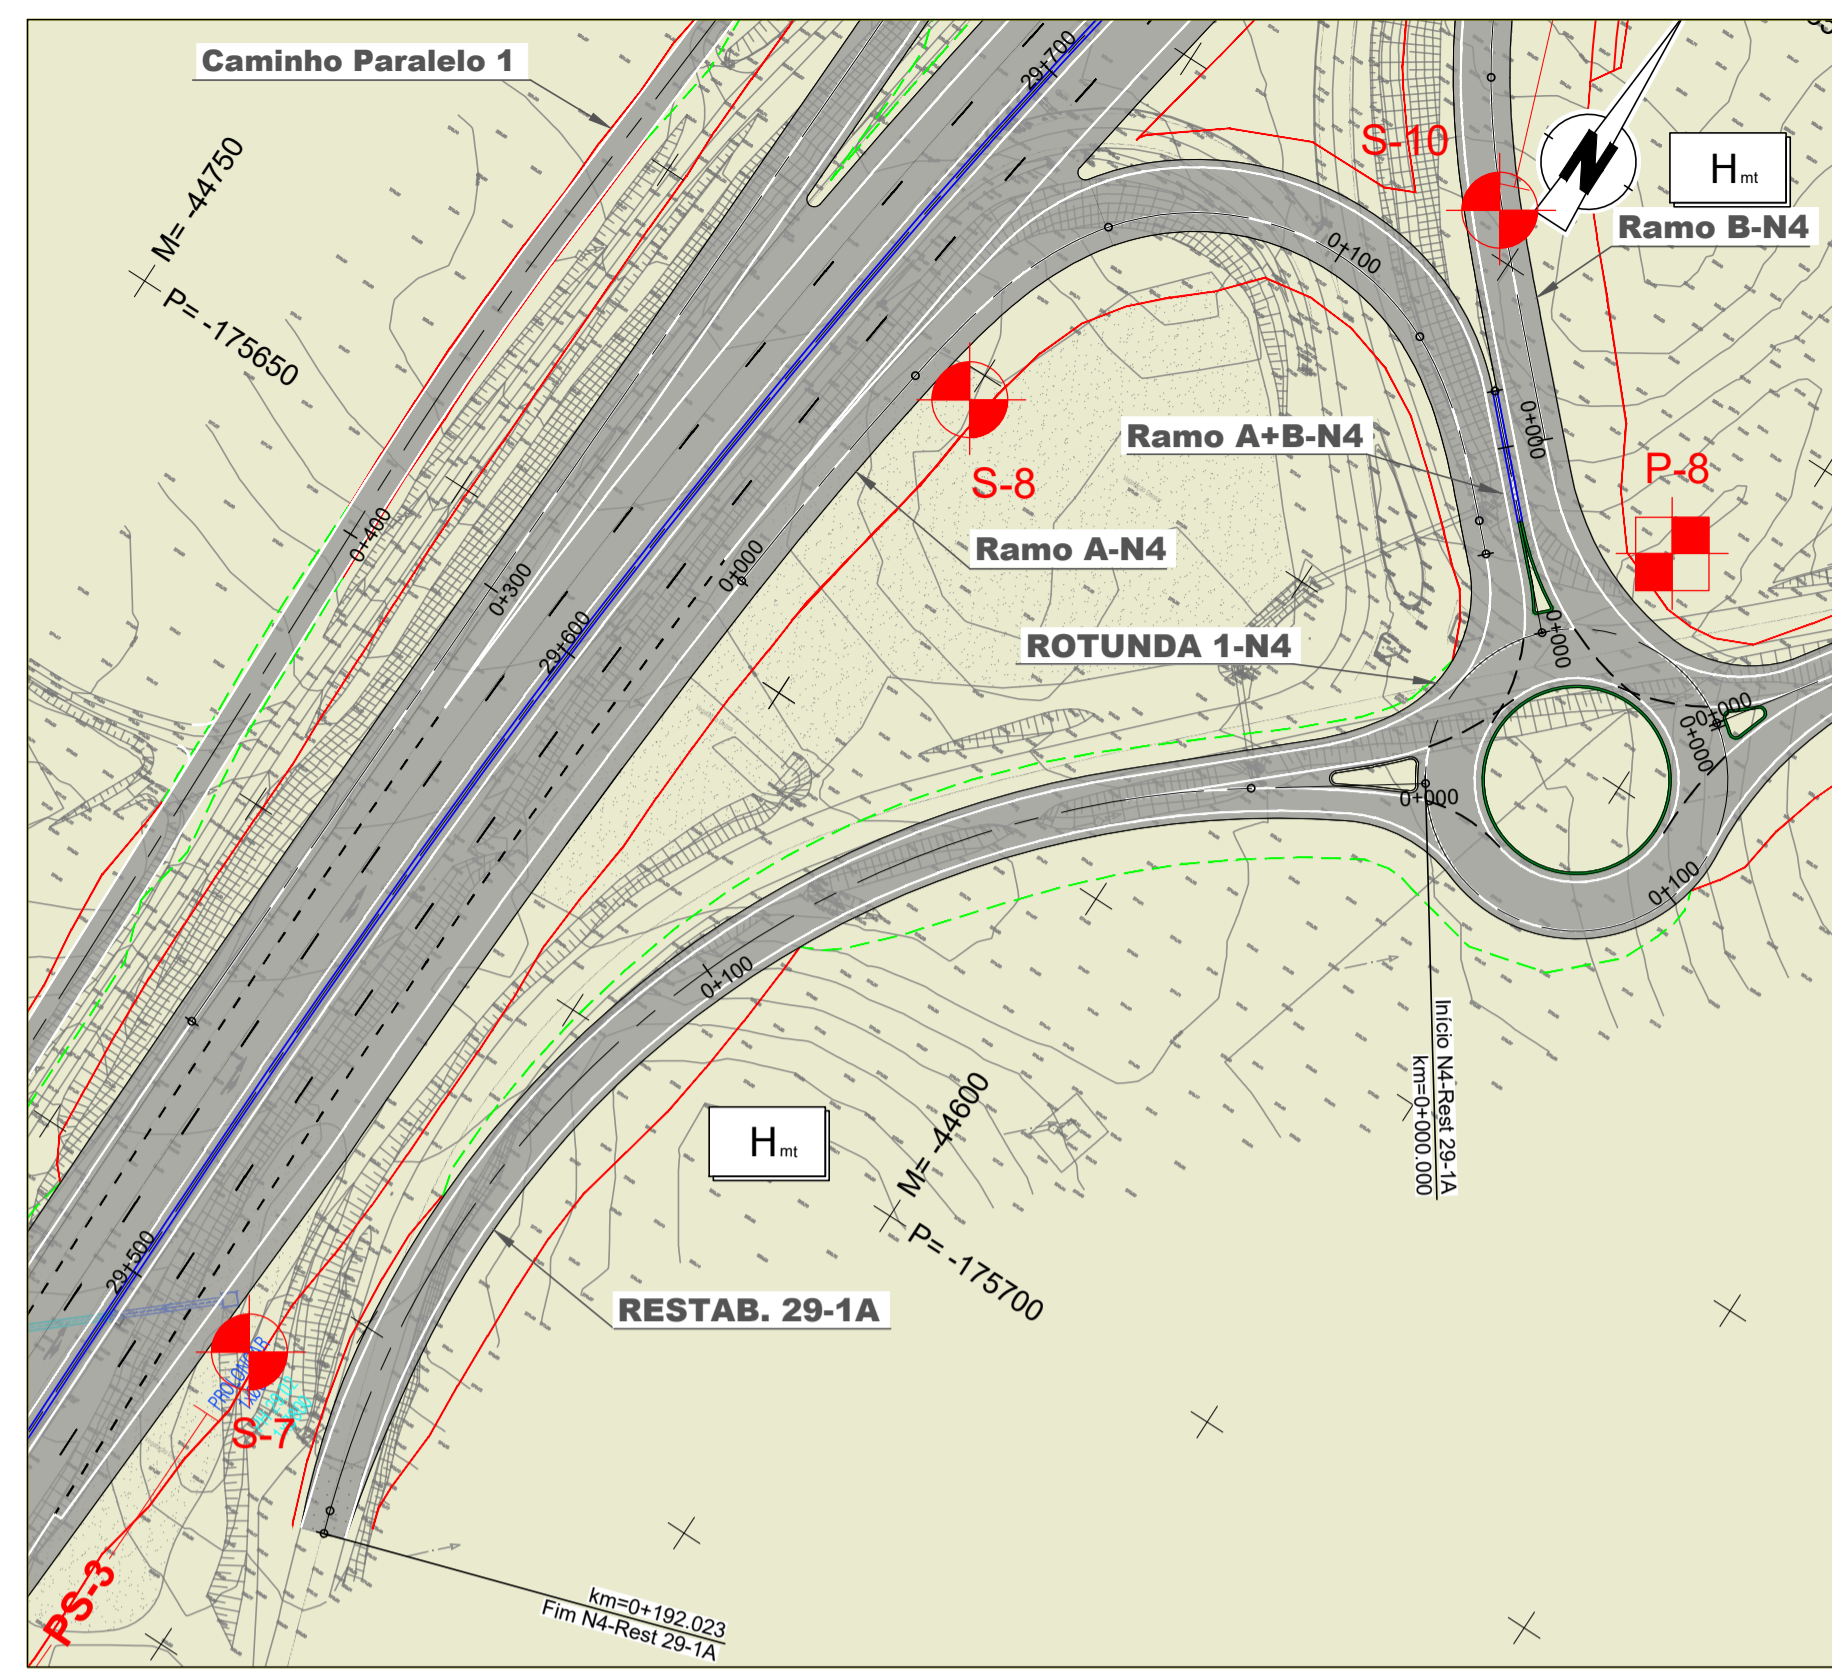 Caminho Paralelo 1
29+700
S-10
N
Hmt
Ramo B-N4
M= -44750
P= -175650
0+100
Ramo A+B-N4
0+000
S-8
P-8
0+400
0+300
0+000
Ramo A-N4
29+600
ROTUNDA 1-N4
0+000
0+000
0+000
0+000
0+100
0+100
Início N4-Rest 29-1A
km=0+000.000
Hmt
M= -44600
P= -175700
29+500
RESTAB. 29-1A
PROLONGAR
S-7
PS-3
km=0+192.023
Fim N4-Rest 29-1A